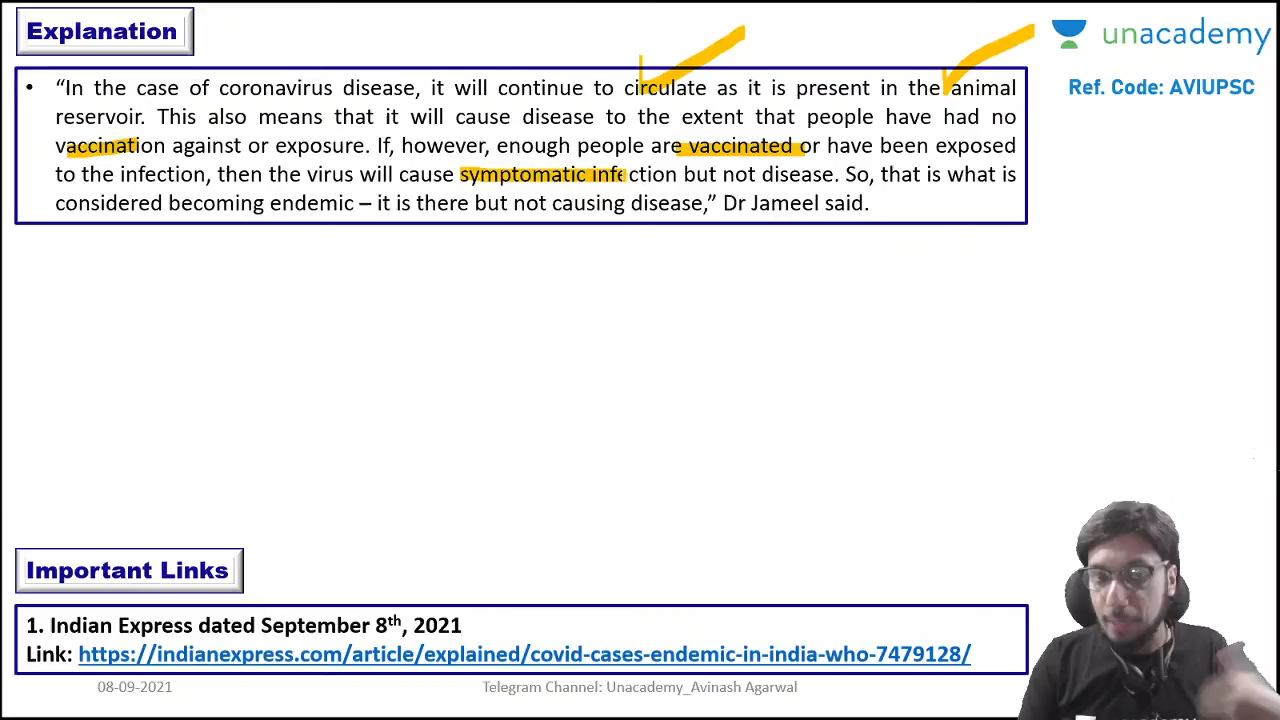 Explanation
unacademy
Ref. Code: AVIUPSC
• “In the case of coronavirus disease, it will continue to circulate as it is present in the animal
reservoir. This also means that it will cause disease to the extent that people have had no
vaccination against or exposure. If, however, enough people are vaccinated or have been exposed
to the infection, then the virus will cause symptomatic infection but not disease. So, that is what is
considered becoming endemic – it is there but not causing disease,” Dr Jameel said.
Important Links
1. Indian Express dated September 8th, 2021
Link: https://indianexpress.com/article/explained/covid-cases-endemic-in-india-who-7479128/
08-09-2021
Telegram Channel: Unacademy_Avinash Agarwal